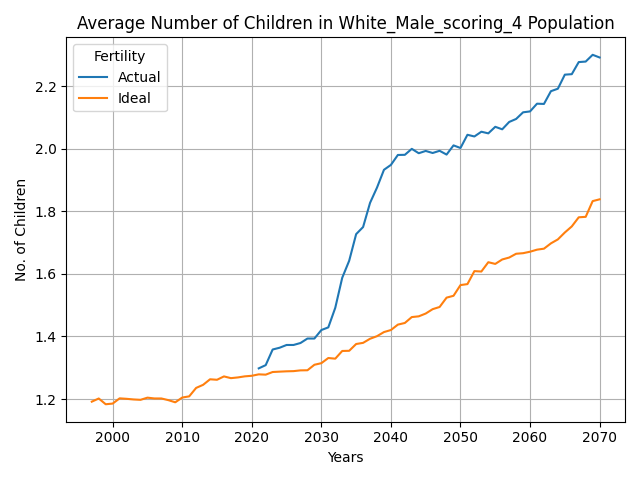 Average Number of Children in White_Male_scoring_4 Population
Fertility
Actual
Ideal
No. of Children
2.2
2.0
1.8
1.6
1.4
1.2
2000 2010 2020 2030 2040 2050 2060 2070
Years